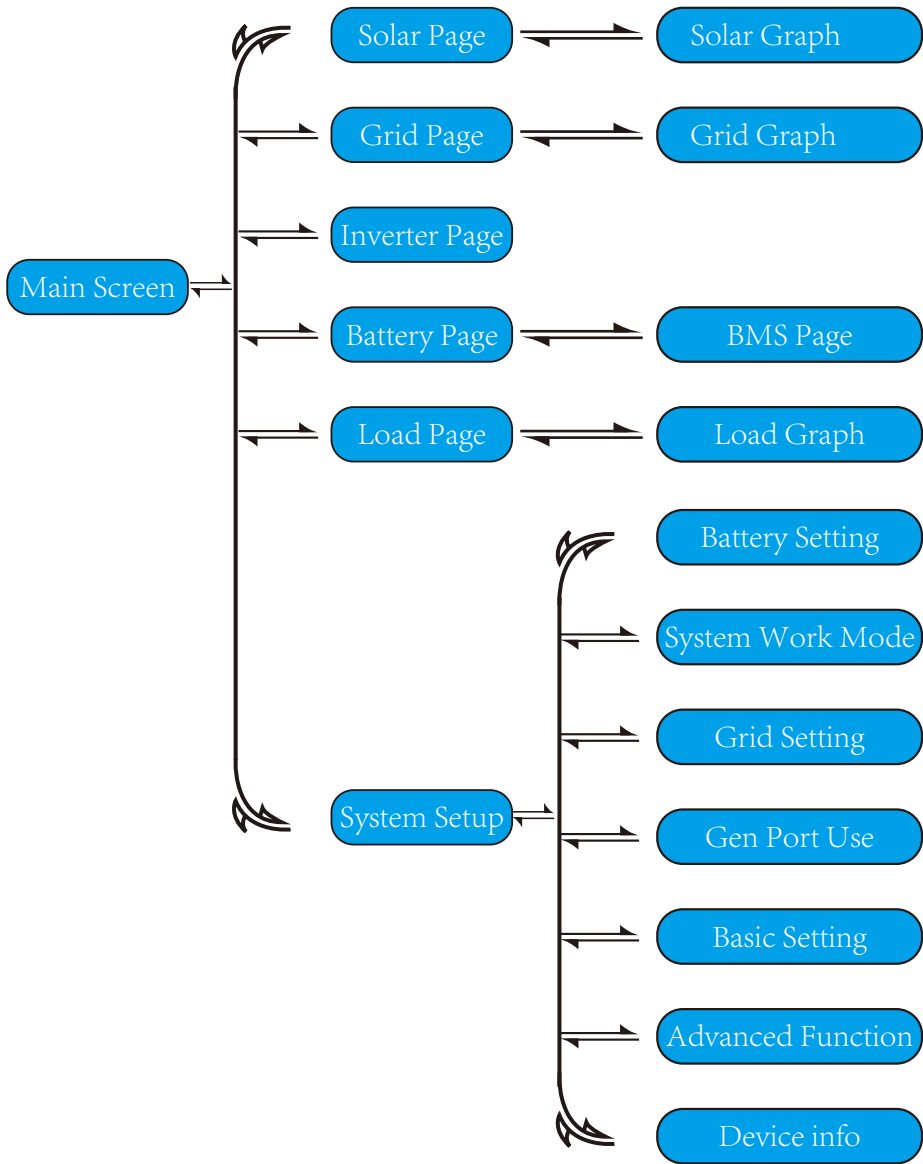 Solar Page
Solar Graph
Grid Page
Grid Graph
Inverter Page
Main Screen
Battery Page
BMS Page
Load Page
Load Graph
Battery Setting
System Work Mode
Grid Setting
System Setup
Gen Port Use
Basic Setting
Advanced Function
Device info